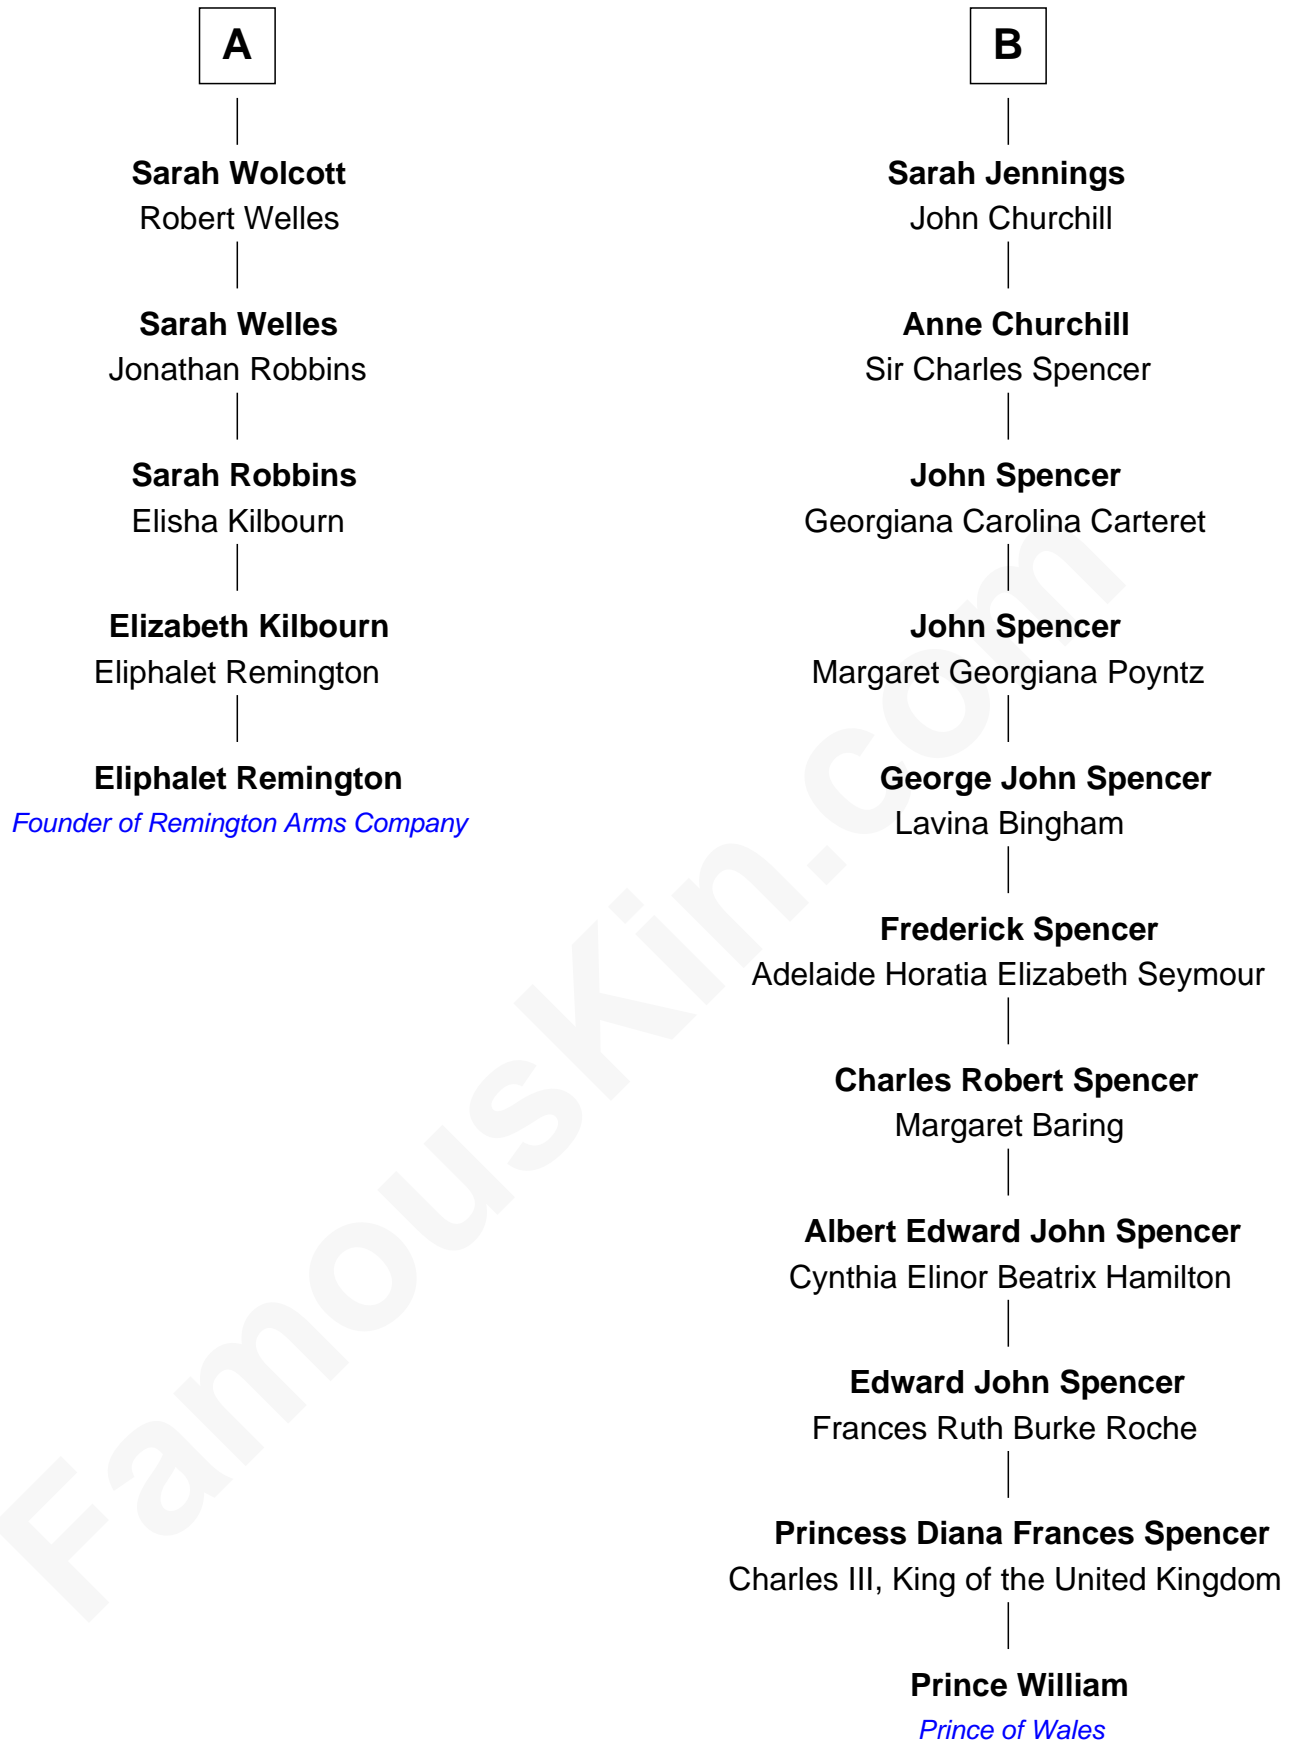 A
Sarah Wolcott
Robert Welles
Sarah Welles
Jonathan Robbins
Sarah Robbins
Elisha Kilbourn
Elizabeth Kilbourn
Eliphalet Remington
Eliphalet Remington
Founder of Remington Arms Company
B
Sarah Jennings
John Churchill
Anne Churchill
Sir Charles Spencer
John Spencer
Georgiana Carolina Carteret
John Spencer
Margaret Georgiana Poyntz
George John Spencer
Lavina Bingham
Frederick Spencer
Adelaide Horatia Elizabeth Seymour
Charles Robert Spencer
Margaret Baring
Albert Edward John Spencer
Cynthia Elinor Beatrix Hamilton
Edward John Spencer
Frances Ruth Burke Roche
Princess Diana Frances Spencer
Charles III, King of the United Kingdom
Prince William
Prince of Wales
FamousKin.com